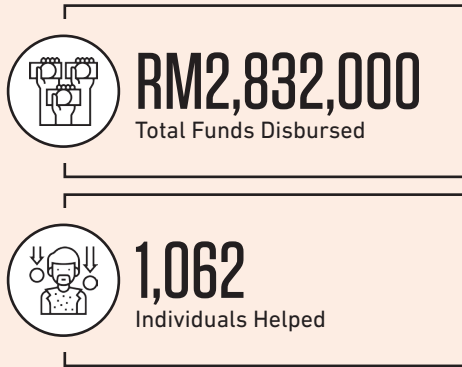 RM2,832,000
Total Funds Disbursed
1,062
Individuals Helped